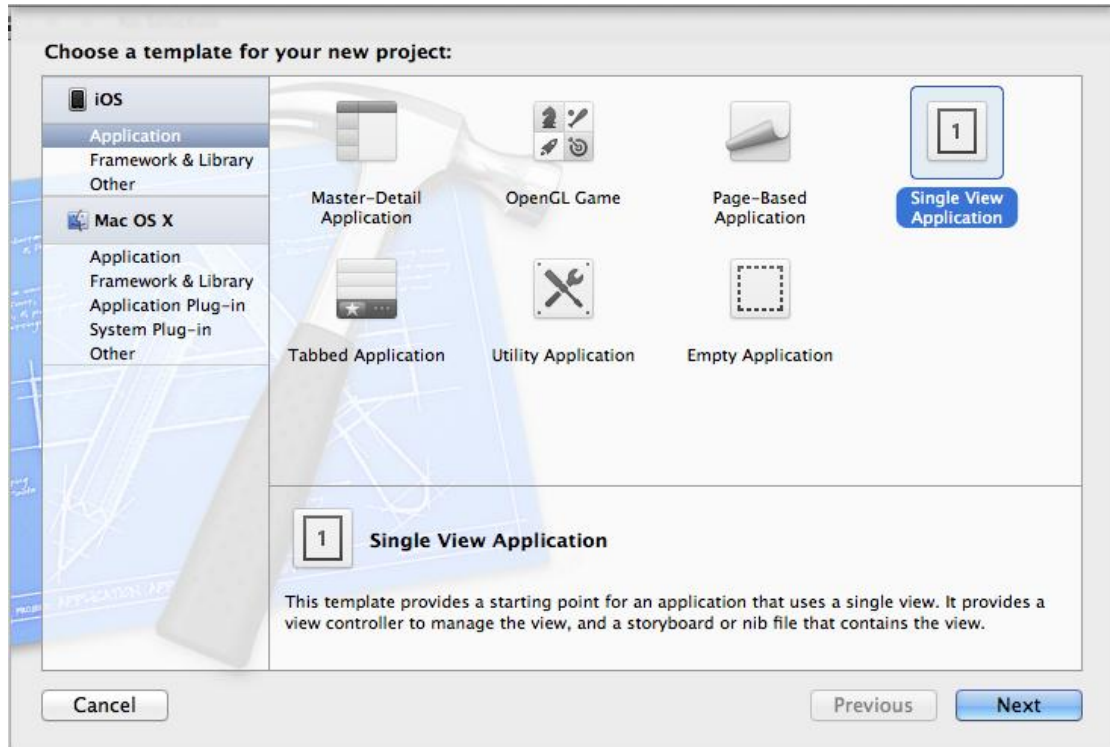 Choose a template for your new project:
iOS
Application
Framework & Library
Other
Mac OS X
Application
Framework & Library
Application Plug-in
System Plug-in
Other
Master-Detail
Application
OpenGL Game
Page-Based
Application
1
Single View
Application
Tabbed Application
Utility Application
Empty Application
1
Single View Application
This template provides a starting point for an application that uses a single view. It provides a
view controller to manage the view, and a storyboard or nib file that contains the view.
Cancel
Previous
Next